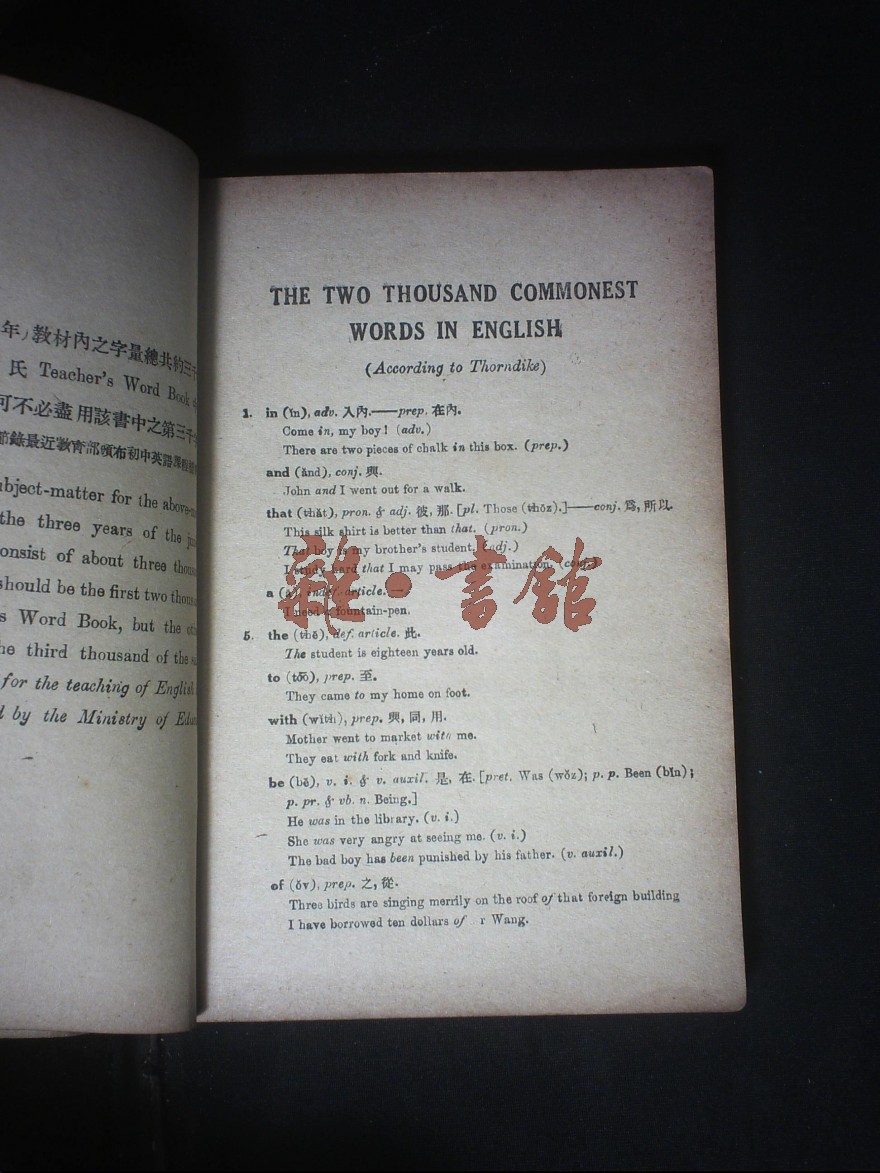 年)教材內之字量總共約三千
氏 Teacher's Word Book
可不必盡用該書中之第三千
節錄最近教育部頒布初中英語課程標
bject-matter for the above-
the three years of the
onsist of about three thous
should be the first two thous
s Word Book, but the
he third thousand of the
for the teaching of English
d by the Ministry of Edu
THE TWO THOUSAND COMMONEST
WORDS IN ENGLISH
(According to Thorndike)
1. in (ĭn), adv. 入內.——prep. 在內.
Come in, my boy! (adv.)
There are two pieces of chalk in this box. (prep.)
and (ănd), conj. 與.
John and I went out for a walk.
that (thăt), pron. & adj. 彼, 那. [pl. Those (thōz).]——conj. 爲, 所以.
This silk shirt is better than that. (pron.)
That boy is my brother's student. (adj.)
I study hard that I may pass the examination. (conj.)
a (ā), indef. article. 一
I need a fountain-pen.
5. the (thē), def. article. 此.
The student is eighteen years old.
to (to͞o), prep. 至.
They came to my home on foot.
with (wĭth), prep. 與, 同, 用.
Mother went to market with me.
They eat with fork and knife.
be (bē), v. i. & v. auxil. 是, 在. [pret. Was (wŏz); p. p. Been (bĭn);
p. pr. & vb. n. Being.]
He was in the library. (v. i.)
She was very angry at seeing me. (v. i.)
The bad boy has been punished by his father. (v. auxil.)
of (ŏv), prep. 之, 從.
Three birds are singing merrily on the roof of that foreign building
I have borrowed ten dollars of r Wang.
雜·書館